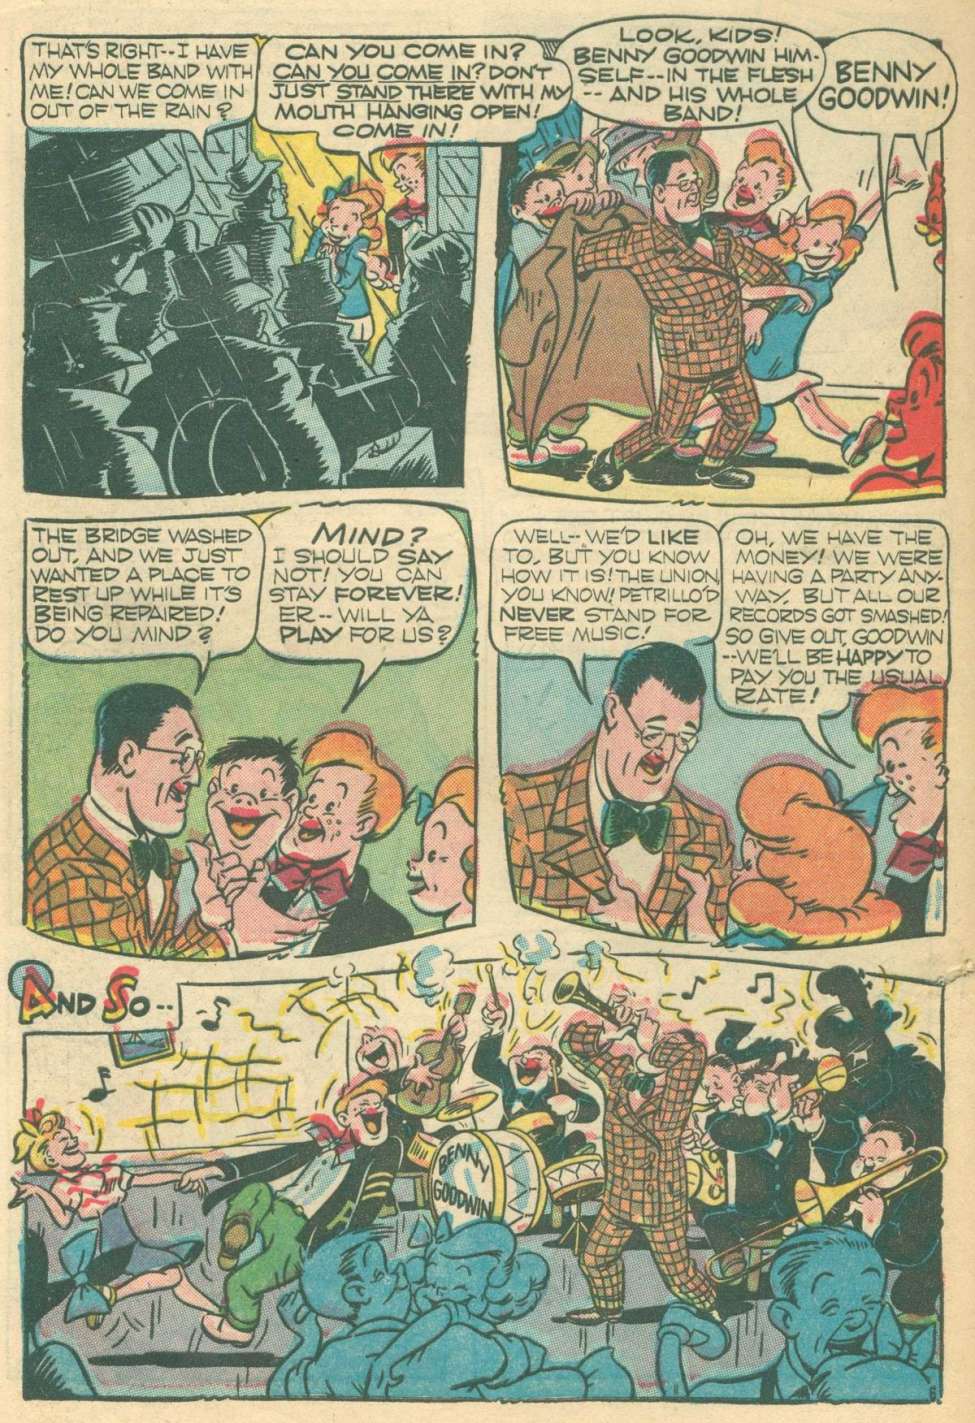 THAT'S RIGHT--I HAVE
MY WHOLE BAND WITH
ME! CAN WE COME IN
OUT OF THE RAIN?
CAN YOU COME IN?
CAN YOU COME IN? DON'T
JUST STAND THERE WITH MY
MOUTH HANGING OPEN!
COME IN!
LOOK, KIDS!
BENNY GOODWIN HIM-
SELF--IN THE FLESH
-- AND HIS WHOLE
BAND!
BENNY
GOODWIN!
THE BRIDGE WASHED
OUT, AND WE JUST
WANTED A PLACE TO
REST UP WHILE IT'S
BEING REPAIRED!
DO YOU MIND?
MIND?
I SHOULD SAY
NOT! YOU CAN
STAY FOREVER!
ER-- WILL YA
PLAY FOR US?
WELL-- WE'D LIKE
TO, BUT YOU KNOW
HOW IT IS! THE UNION,
YOU KNOW! PETRILLO'D
NEVER STAND FOR
FREE MUSIC!
OH, WE HAVE THE
MONEY! WE WERE
HAVING A PARTY ANY-
WAY, BUT ALL OUR
RECORDS GOT SMASHED!
SO GIVE OUT, GOODWIN
--WE'LL BE HAPPY TO
PAY YOU THE USUAL
RATE!
AND SO--
BENNY
GOODWIN
6